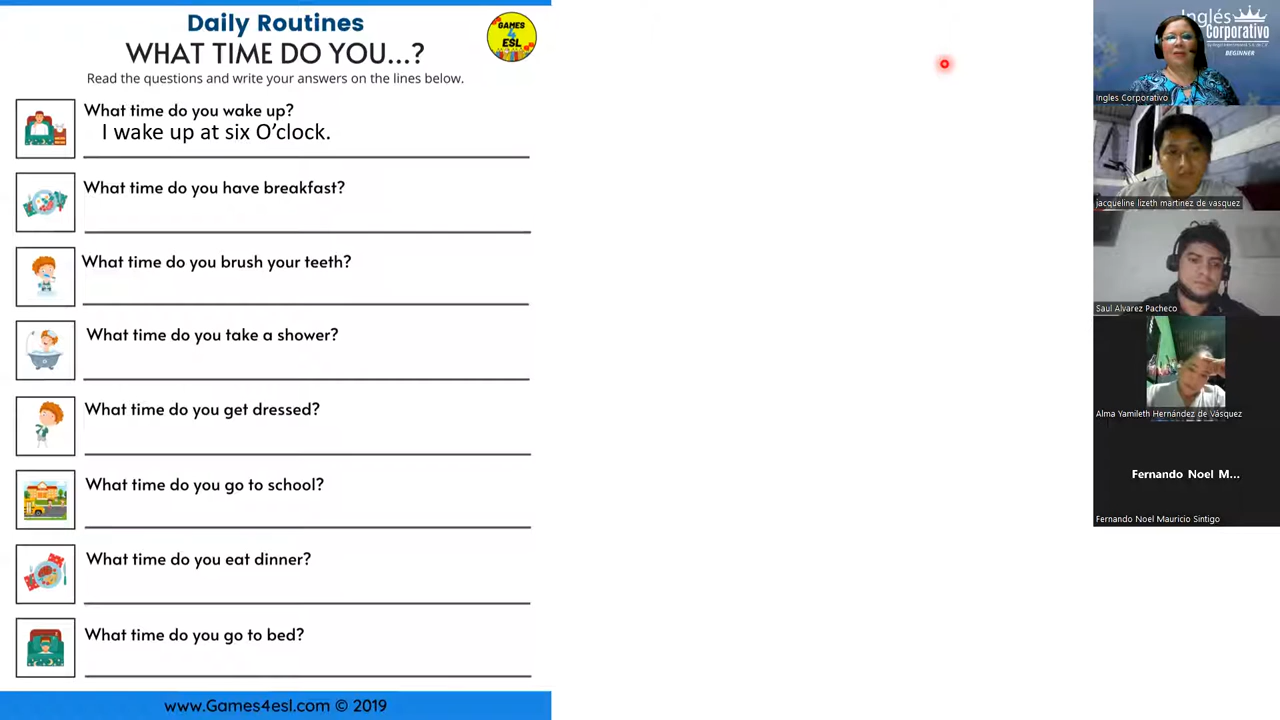 Daily Routines
WHAT TIME DO YOU...?
Read the questions and write your answers on the lines below.
GAMES
4
ESL
What time do you wake up?
I wake up at six O’clock.
What time do you have breakfast?
What time do you brush your teeth?
What time do you take a shower?
What time do you get dressed?
What time do you go to school?
What time do you eat dinner?
What time do you go to bed?
www.Games4esl.com © 2019
Inglés
Corporativo
BEGINNER
Ingles Corporativo
jacqueline lizeth martinez de vasquez
Saul Alvarez Pacheco
Alma Yamileth Hernández de Vásquez
Fernando Noel M...
Fernando Noel Mauricio Sintigo